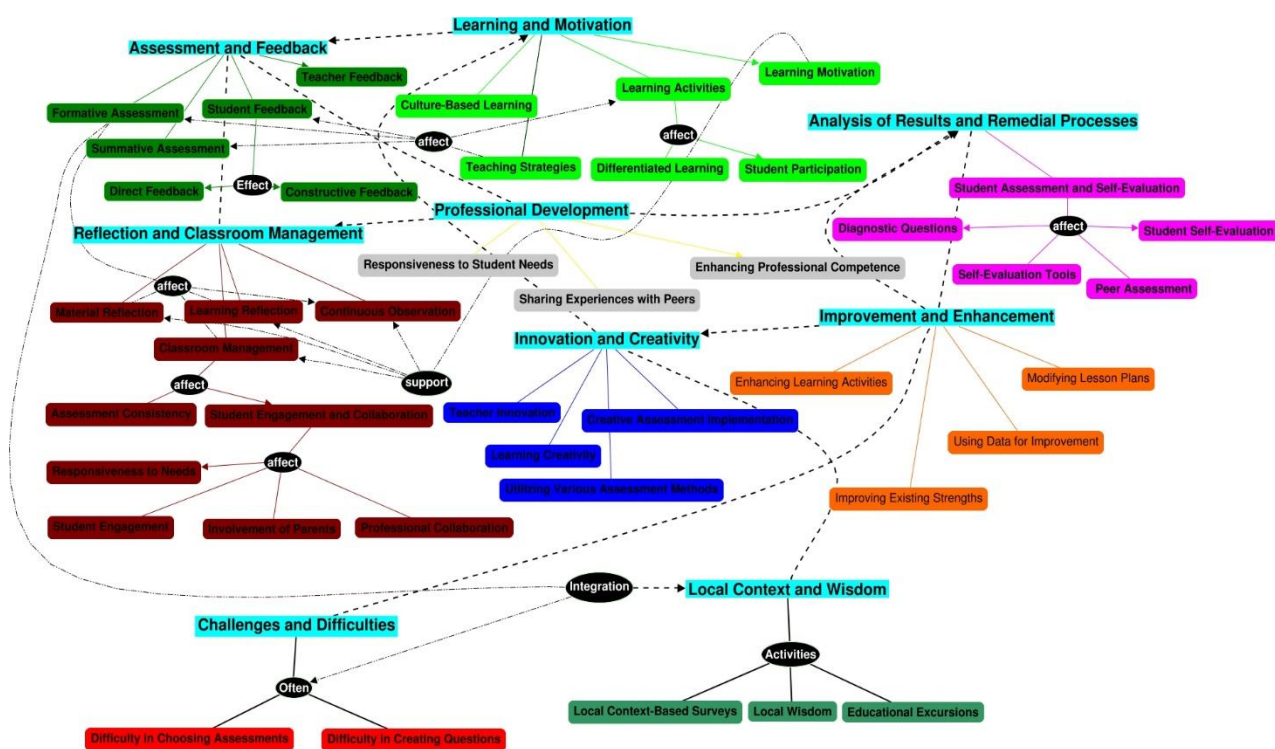 Learning and Motivation
Assessment and Feedback
Teacher Feedback
Learning Motivation
Learning Activities
Culture-Based Learning
Formative Assessment
Student Feedback
Analysis of Results and Remedial Processes
affect
affect
Summative Assessment
Teaching Strategies
Differentiated Learning
Student Participation
Direct Feedback
Effect
Constructive Feedback
Student Assessment and Self-Evaluation
Professional Development
Reflection and Classroom Management
Diagnostic Questions
affect
Student Self-Evaluation
Responsiveness to Student Needs
Enhancing Professional Competence
Self-Evaluation Tools
Peer Assessment
affect
Sharing Experiences with Peers
Material Reflection
Learning Reflection
Continuous Observation
Improvement and Enhancement
Innovation and Creativity
Classroom Management
affect
support
Enhancing Learning Activities
Modifying Lesson Plans
Assessment Consistency
Student Engagement and Collaboration
Teacher Innovation
Creative Assessment Implementation
Using Data for Improvement
Learning Creativity
affect
Responsiveness to Needs
Utilizing Various Assessment Methods
Improving Existing Strengths
Student Engagement
Involvement of Parents
Professional Collaboration
Integration
Local Context and Wisdom
Challenges and Difficulties
Activities
Often
Local Context-Based Surveys
Local Wisdom
Educational Excursions
Difficulty in Choosing Assessments
Difficulty in Creating Questions